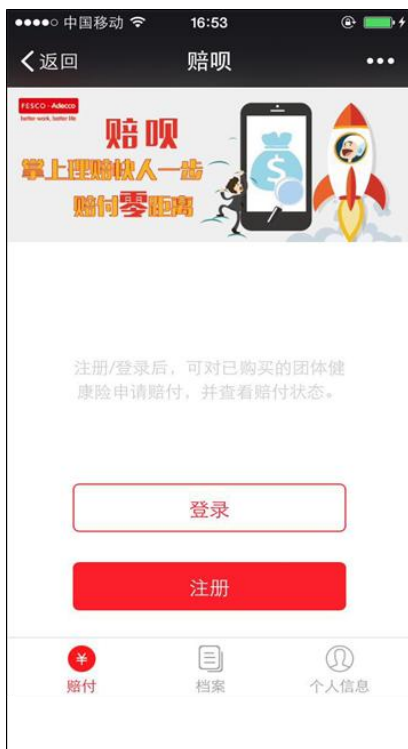 中国移动 16:53
返回 赔呗
FESCO Adecco
better work, better life
赔呗
掌上理赔快人一步
赔付零距离
$
注册/登录后，可对已购买的团体健
康险申请赔付，并查看赔付状态。
登录
注册
¥
赔付 档案 个人信息